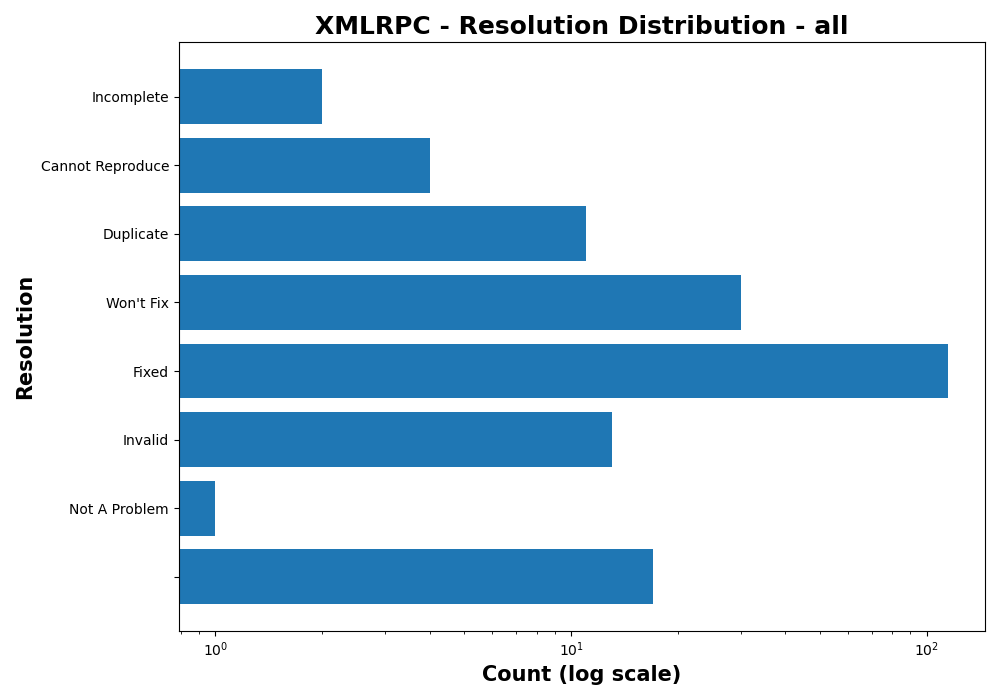 XMLRPC - Resolution Distribution - all
Incomplete
Cannot Reproduce
Duplicate
Won't Fix
Fixed
Invalid
Not A Problem
Resolution
10⁰ 10¹ 10²
Count (log scale)